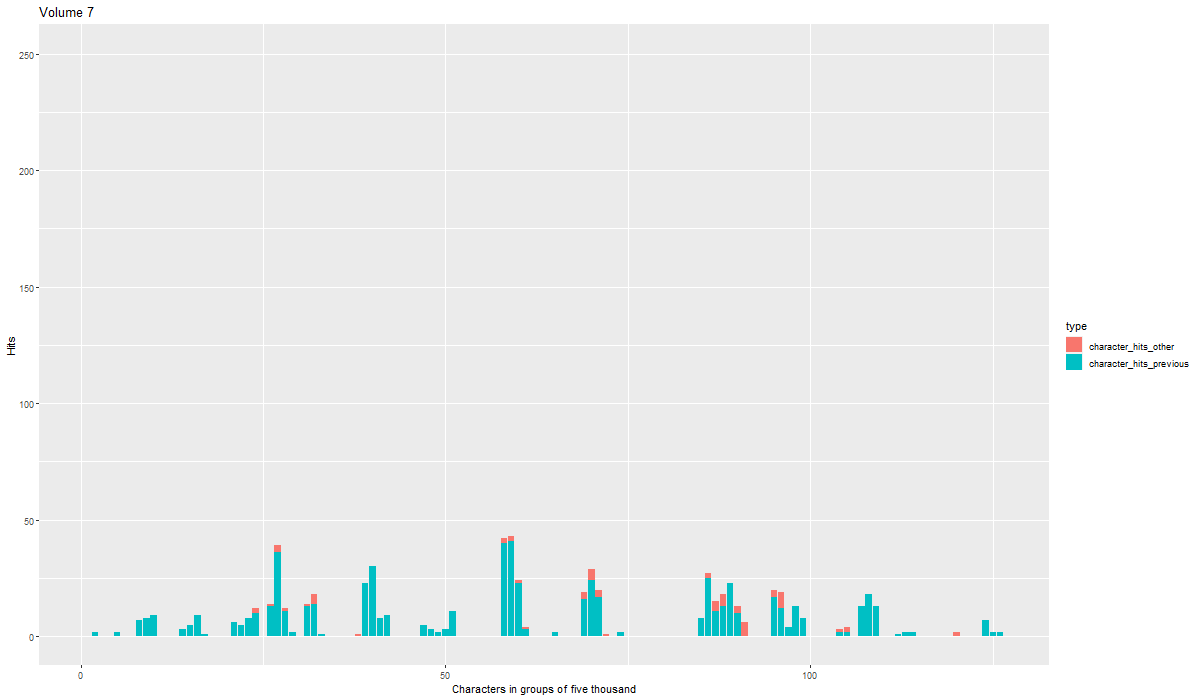 Volume 7
250
200
150
100
50
0
Hits
0
50
100
Characters in groups of five thousand
type
character_hits_other
character_hits_previous